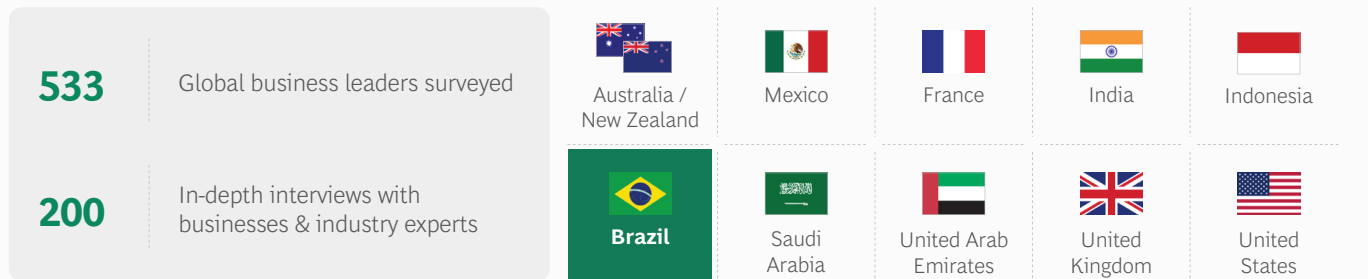 533
Global business leaders surveyed
200
In-depth interviews with
businesses & industry experts
Australia /
New Zealand
Mexico
France
India
Indonesia
Brazil
Saudi
Arabia
United Arab
Emirates
United
Kingdom
United
States